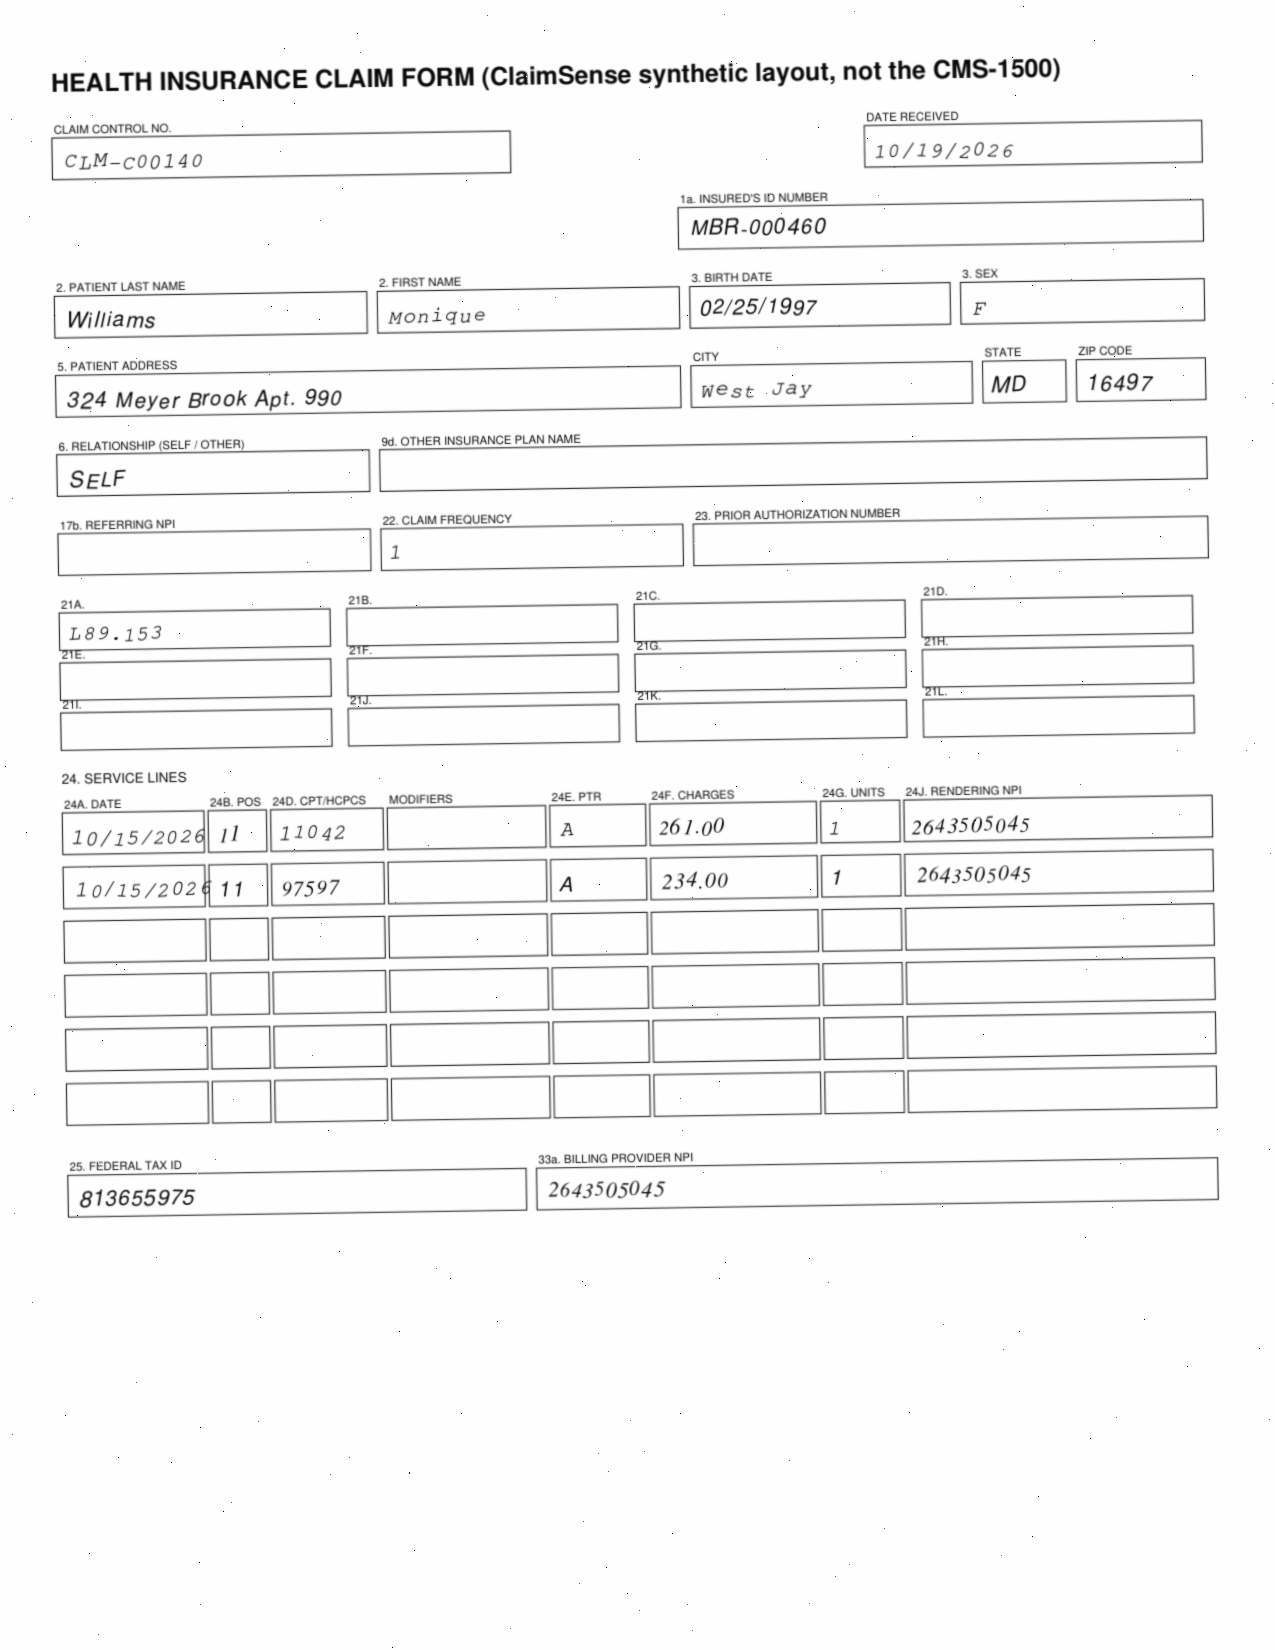 HEALTH INSURANCE CLAIM FORM (ClaimSense synthetic layout, not the CMS-1500)
CLAIM CONTROL NO. DATE RECEIVED
CLM-C00140 10/19/2026
1a. INSURED'S ID NUMBER
MBR-000460
2. PATIENT LAST NAME 2. FIRST NAME 3. BIRTH DATE 3. SEX
Williams Monique 02/25/1997 F
5. PATIENT ADDRESS CITY STATE ZIP CODE
324 Meyer Brook Apt. 990 West Jay MD 16497
6. RELATIONSHIP (SELF / OTHER) 9d. OTHER INSURANCE PLAN NAME
SELF
17b. REFERRING NPI 22. CLAIM FREQUENCY 23. PRIOR AUTHORIZATION NUMBER
1
21A. 21B. 21C. 21D.
L89.153
21E. 21F. 21G. 21H.
21I. 21J. 21K. 21L.
24. SERVICE LINES
24A. DATE 24B. POS 24D. CPT/HCPCS MODIFIERS 24E. PTR 24F. CHARGES 24G. UNITS 24J. RENDERING NPI
10/15/2026 11 11042 A 261.00 1 2643505045
10/15/2026 11 97597 A 234.00 1 2643505045
25. FEDERAL TAX ID 33a. BILLING PROVIDER NPI
813655975 2643505045